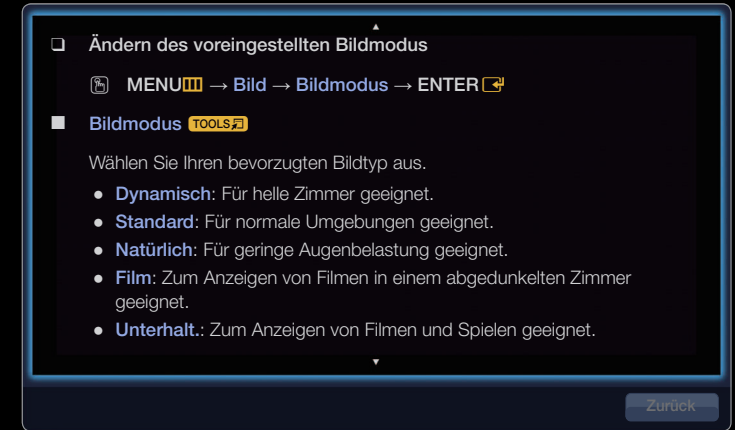 Ändern des voreingestellten Bildmodus
MENU → Bild → Bildmodus → ENTER
Bildmodus TOOLS
Wählen Sie Ihren bevorzugten Bildtyp aus.
● Dynamisch: Für helle Zimmer geeignet.
● Standard: Für normale Umgebungen geeignet.
● Natürlich: Für geringe Augenbelastung geeignet.
● Film: Zum Anzeigen von Filmen in einem abgedunkelten Zimmer
geeignet.
● Unterhalt.: Zum Anzeigen von Filmen und Spielen geeignet.
Zurück